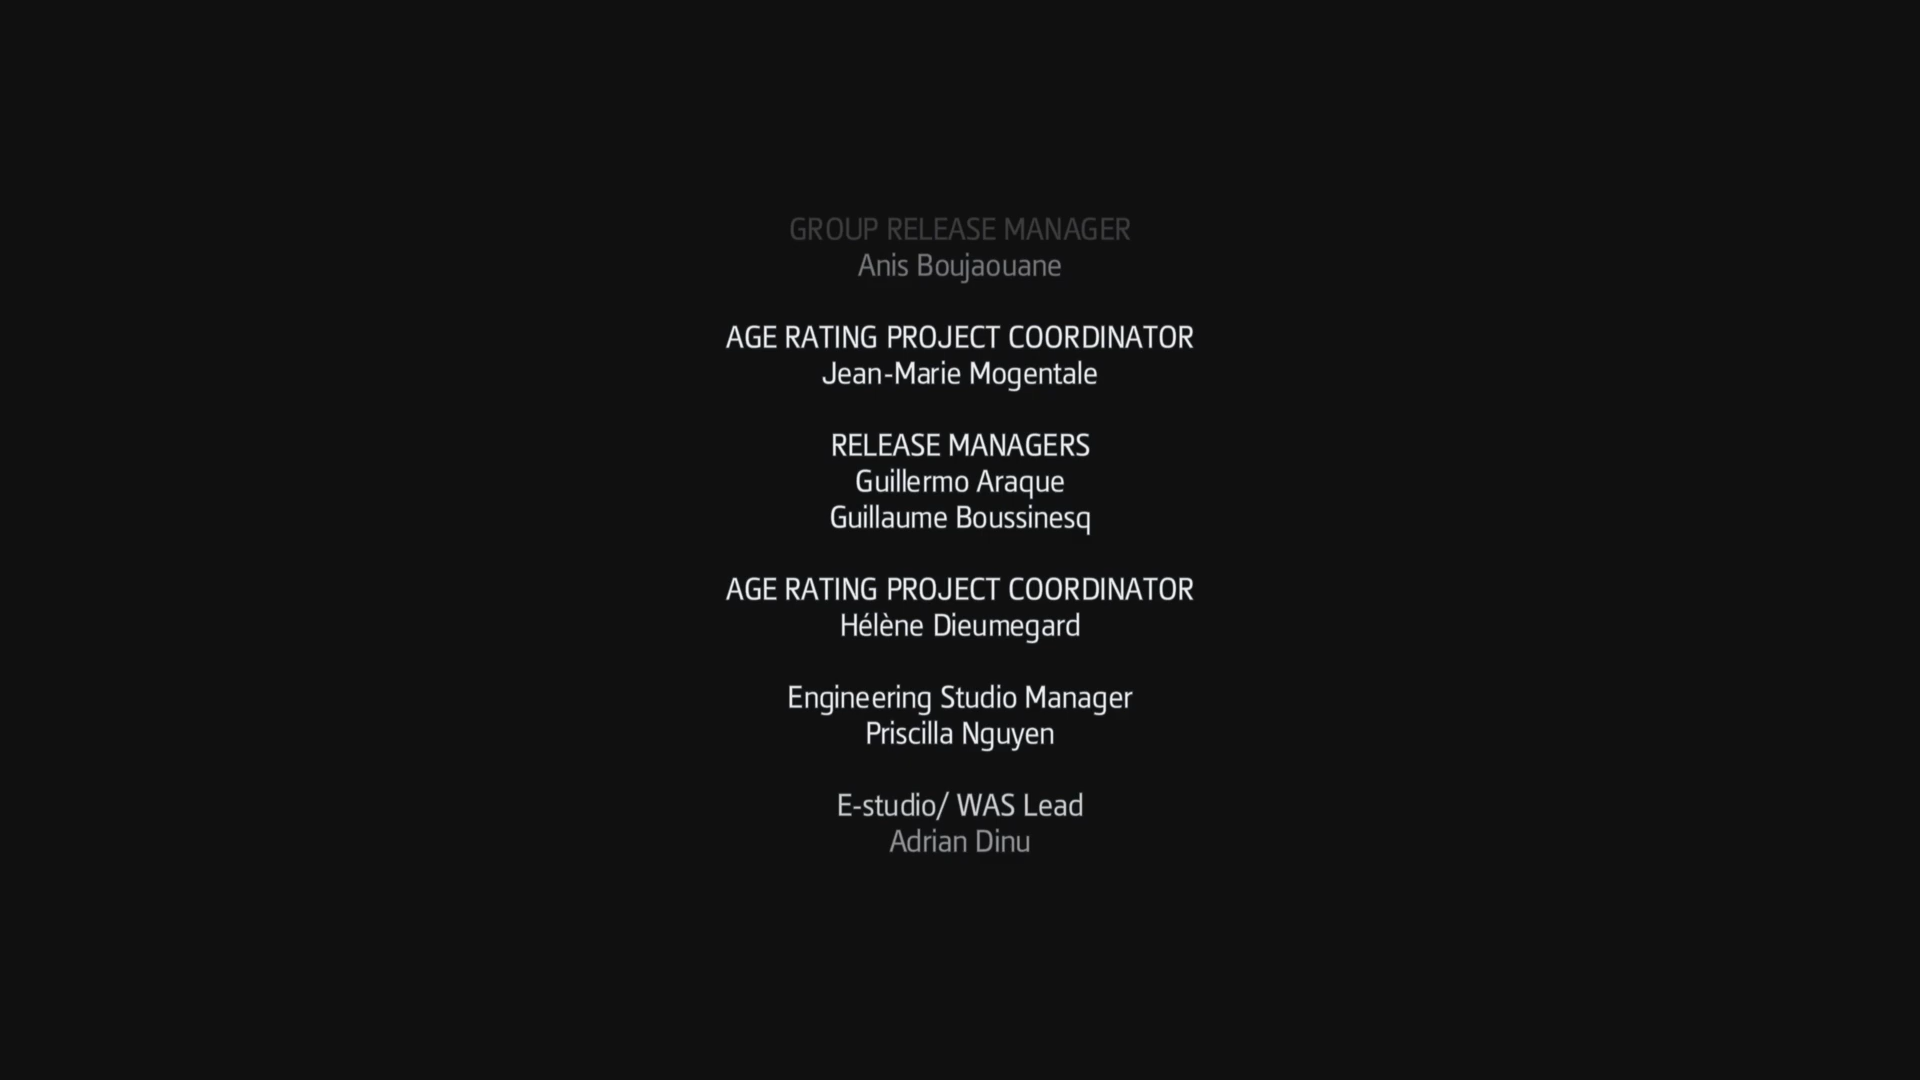 GROUP RELEASE MANAGER
Anis Boujaouane
AGE RATING PROJECT COORDINATOR
Jean-Marie Mogentale
RELEASE MANAGERS
Guillermo Araque
Guillaume Boussinesq
AGE RATING PROJECT COORDINATOR
Hélène Dieumegard
Engineering Studio Manager
Priscilla Nguyen
E-studio/ WAS Lead
Adrian Dinu